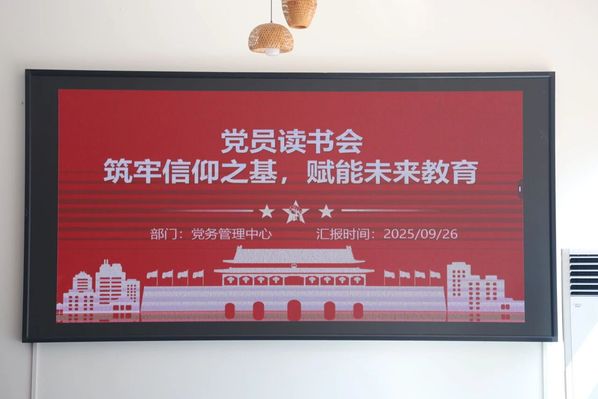 党员读书会
筑牢信仰之基，赋能未来教育
部门：党务管理中心 汇报时间：2025/09/26